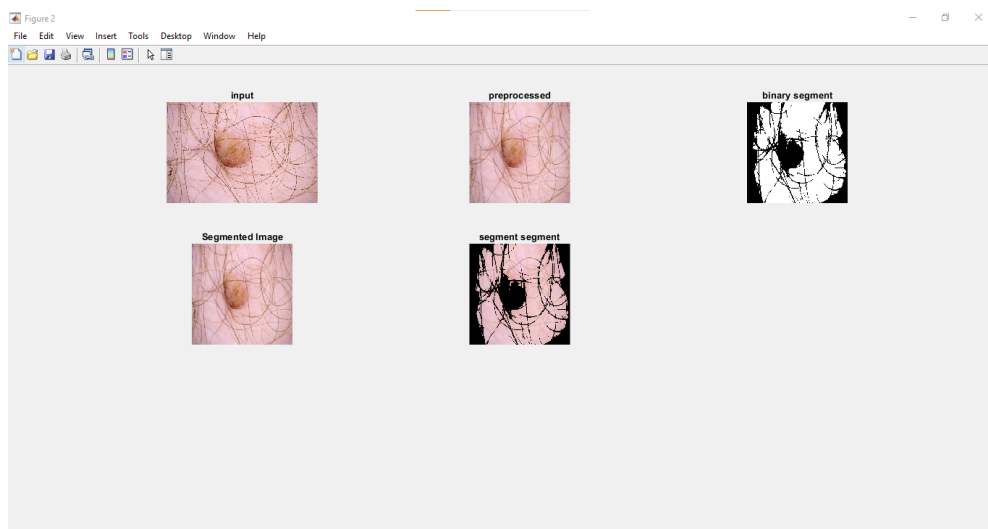 Figure 2
File Edit View Insert Tools Desktop Window Help
input
preprocessed
binary segment
Segmented Image
segment segment